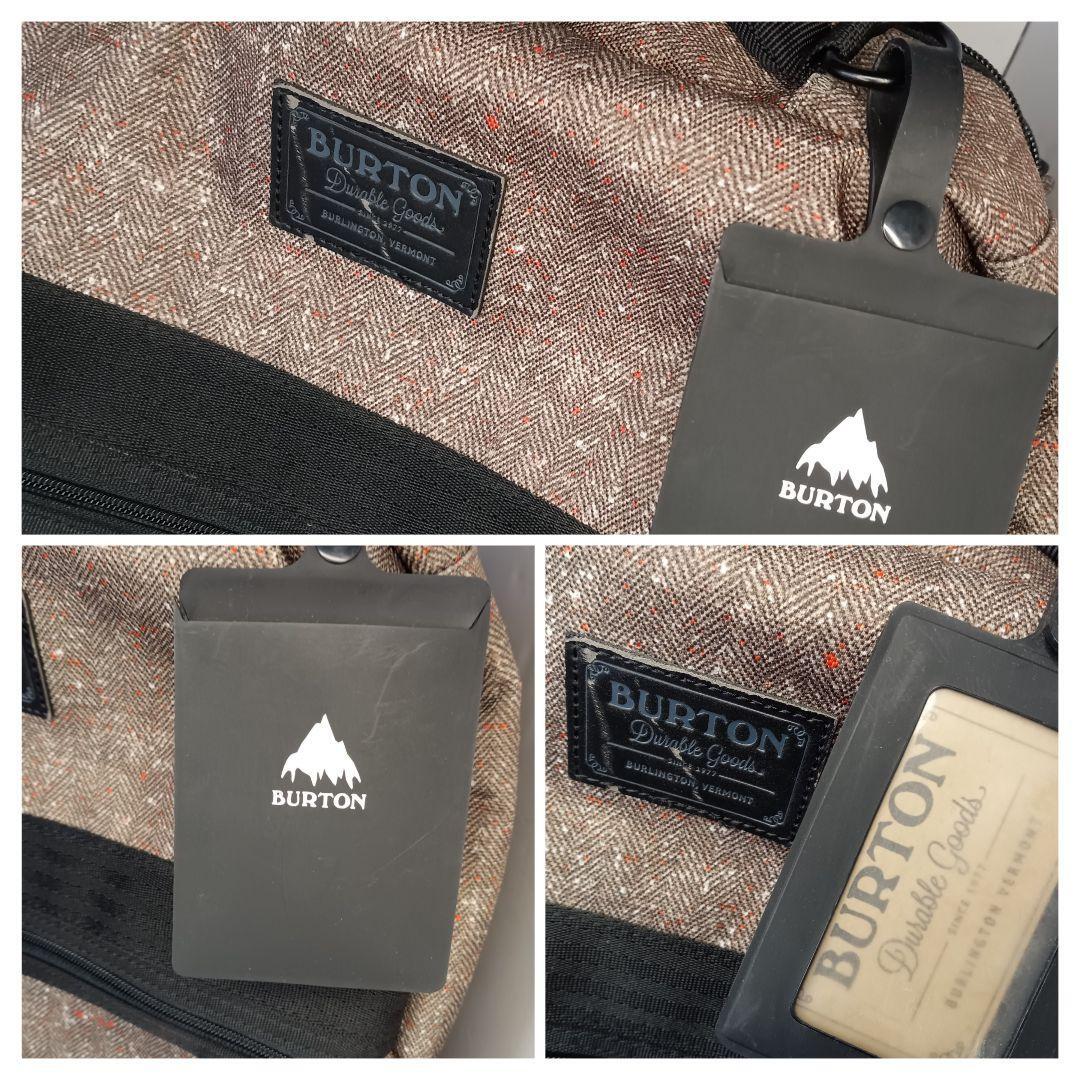 BURTON
Durable Goods
SINCE 1977
BURLINGTON, VERMONT
BURTON
BURTON
BURTON
Durable Goods
SINCE 1977
BURLINGTON, VERMONT
BURTON
Durable Goods
SINCE 1977
BURLINGTON VERMONT